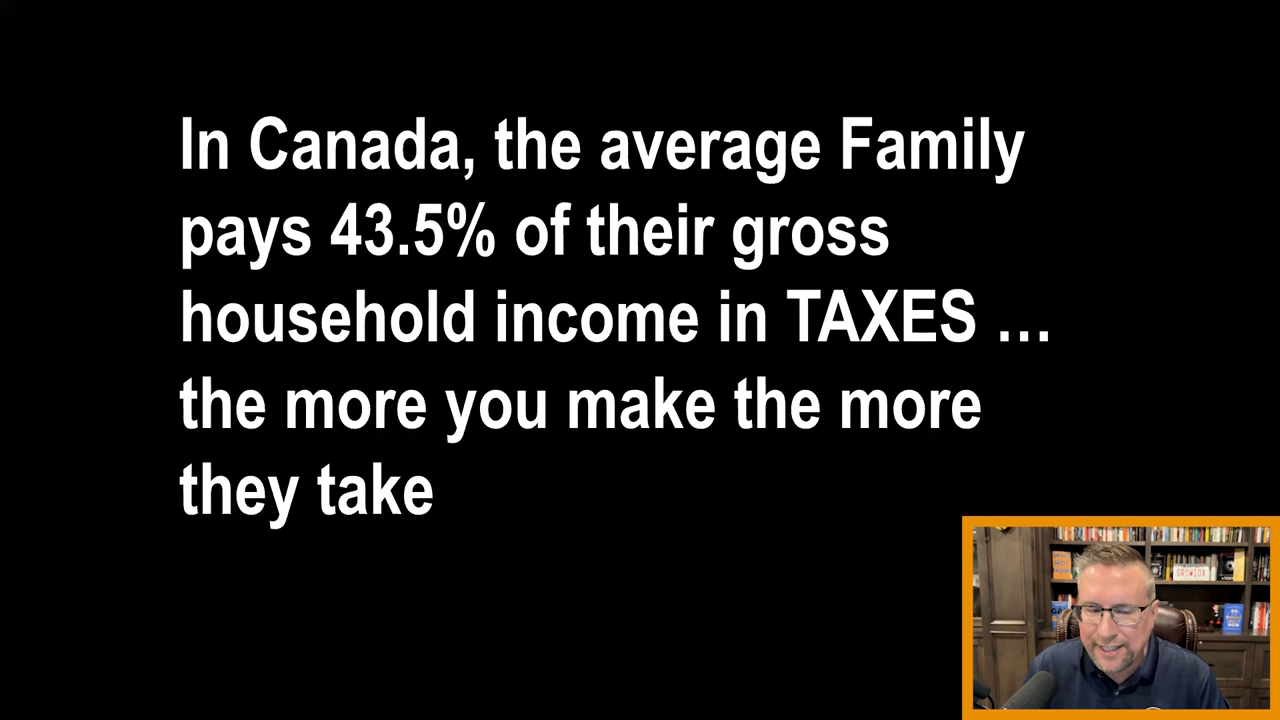 In Canada, the average Family
pays 43.5% of their gross
household income in TAXES …
the more you make the more
they take
GROW10X